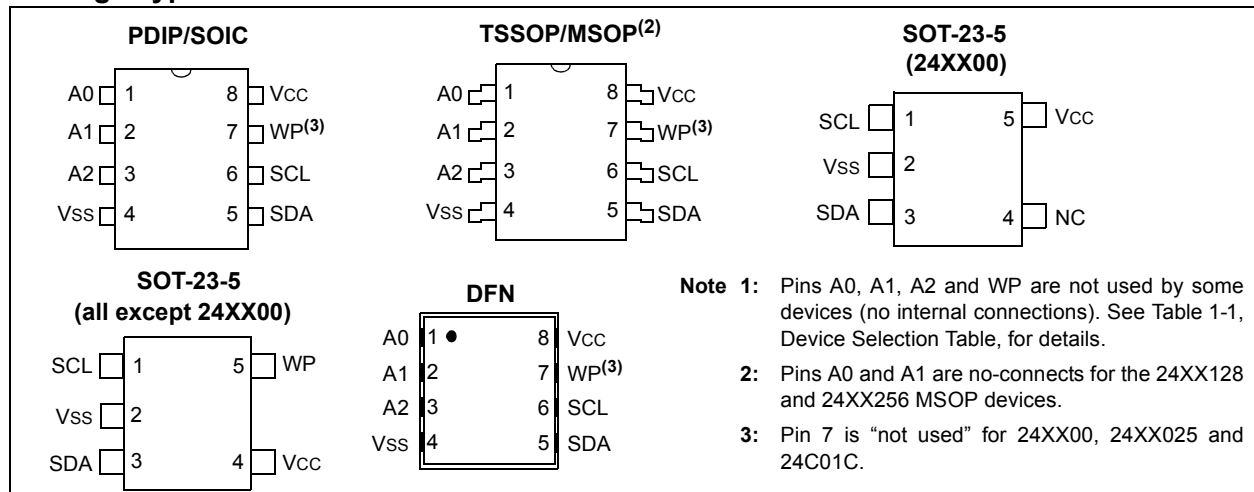 PDIP/SOIC
A0 1 8 VCC
A1 2 7 WP(3)
A2 3 6 SCL
VSS 4 5 SDA
TSSOP/MSOP(2)
A0 1 8 VCC
A1 2 7 WP(3)
A2 3 6 SCL
VSS 4 5 SDA
SOT-23-5
(24XX00)
SCL 1 5 VCC
VSS 2
SDA 3 4 NC
SOT-23-5
(all except 24XX00)
SCL 1 5 WP
VSS 2
SDA 3 4 VCC
DFN
A0 1 8 VCC
A1 2 7 WP(3)
A2 3 6 SCL
VSS 4 5 SDA
Note 1: Pins A0, A1, A2 and WP are not used by some
devices (no internal connections). See Table 1-1,
Device Selection Table, for details.
2: Pins A0 and A1 are no-connects for the 24XX128
and 24XX256 MSOP devices.
3: Pin 7 is “not used” for 24XX00, 24XX025 and
24C01C.